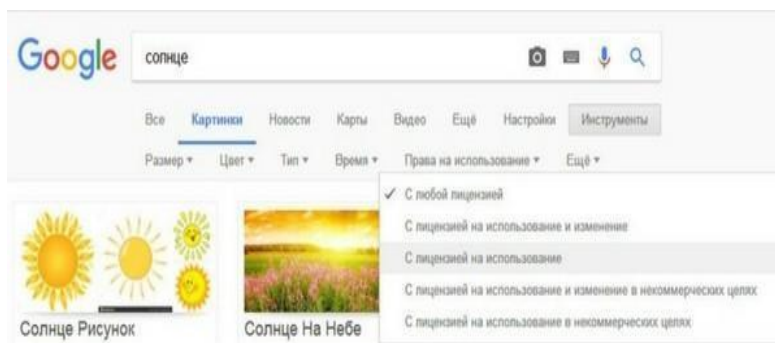 Google солнце
Все Картинки Новости Карты Видео Ещё Настройки Инструменты
Размер Цвет Тип Время Права на использование Ещё
С любой лицензией
С лицензией на использование и изменение
С лицензией на использование
С лицензией на использование и изменение в некоммерческих целях
С лицензией на использование в некоммерческих целях
Солнце Рисунок Солнце На Небе